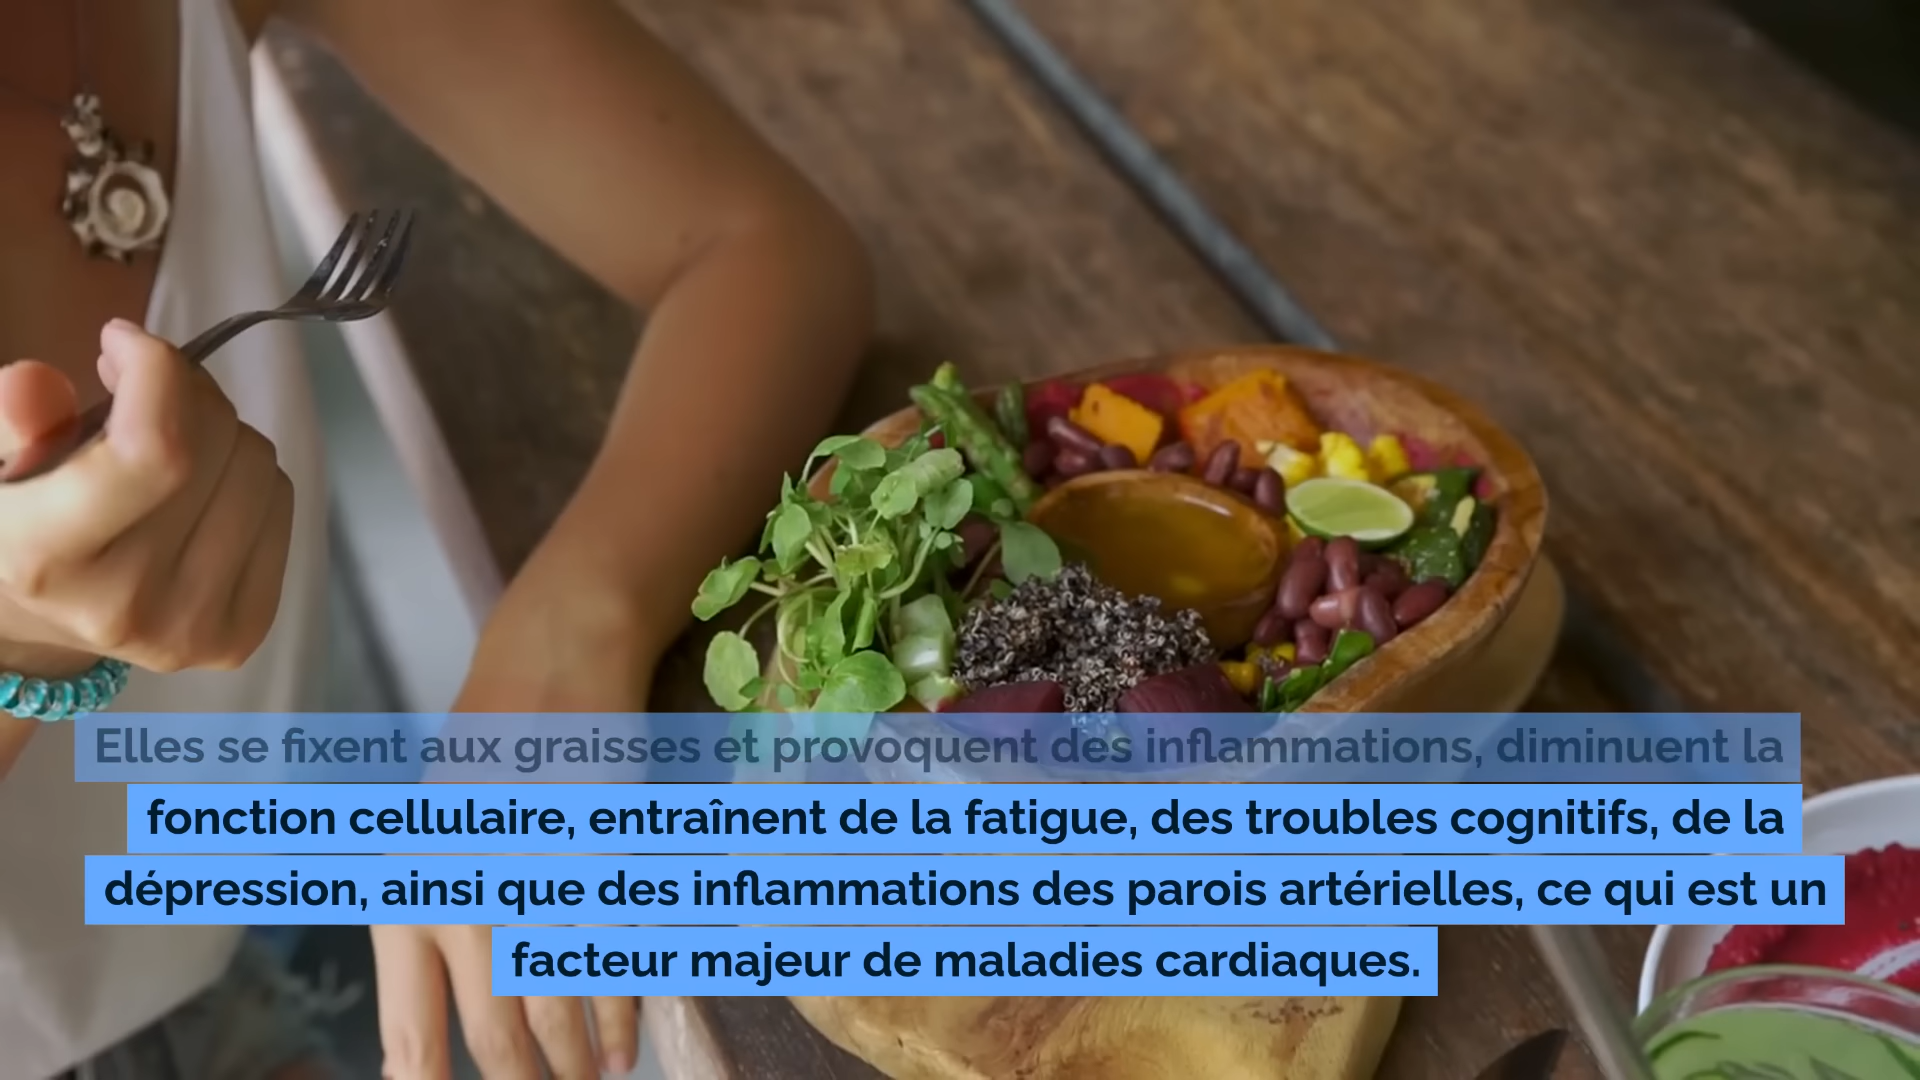 Elles se fixent aux graisses et provoquent des inflammations, diminuent la
fonction cellulaire, entraînent de la fatigue, des troubles cognitifs, de la
dépression, ainsi que des inflammations des parois artérielles, ce qui est un
facteur majeur de maladies cardiaques.